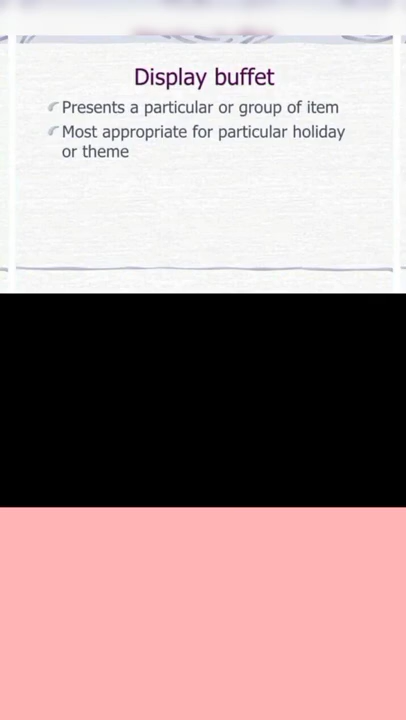 Display buffet
Presents a particular or group of item
Most appropriate for particular holiday
or theme